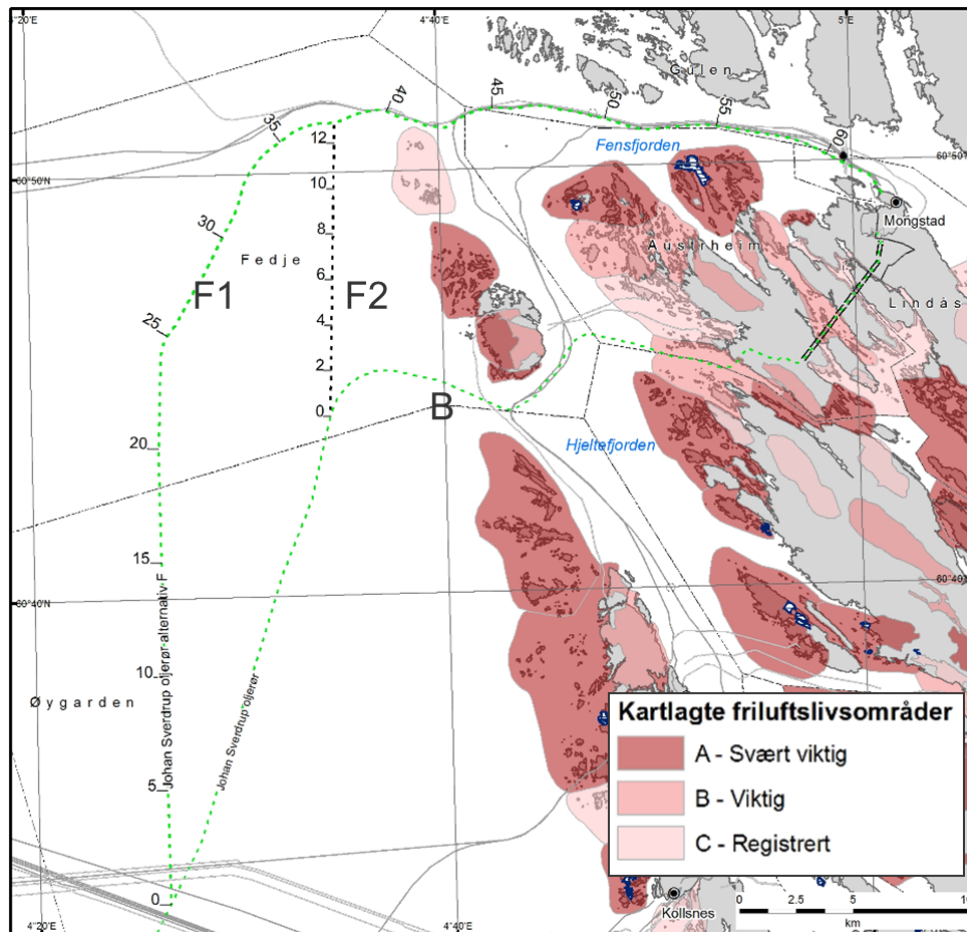 4°20'E
4°40'E
5°E
Gulen
40
45
50
55
60
35
12
Fensfjorden
60°50'N
60°50'N
10
Mongstad
30
8
Austrheim
Fedje
6
F1
F2
Lindås
25
4
2
0
B
20
Hjeltefjorden
15
60°40'N
60°40'N
Johan Sverdrup oljerør alternativ F
10
Øygarden
Johan Sverdrup oljerør
Kartlagte friluftslivsområder
A - Svært viktig
B - Viktig
C - Registrert
5
0
Kollsnes
0 2.5 5 10
km
4°20'E
4°40'E